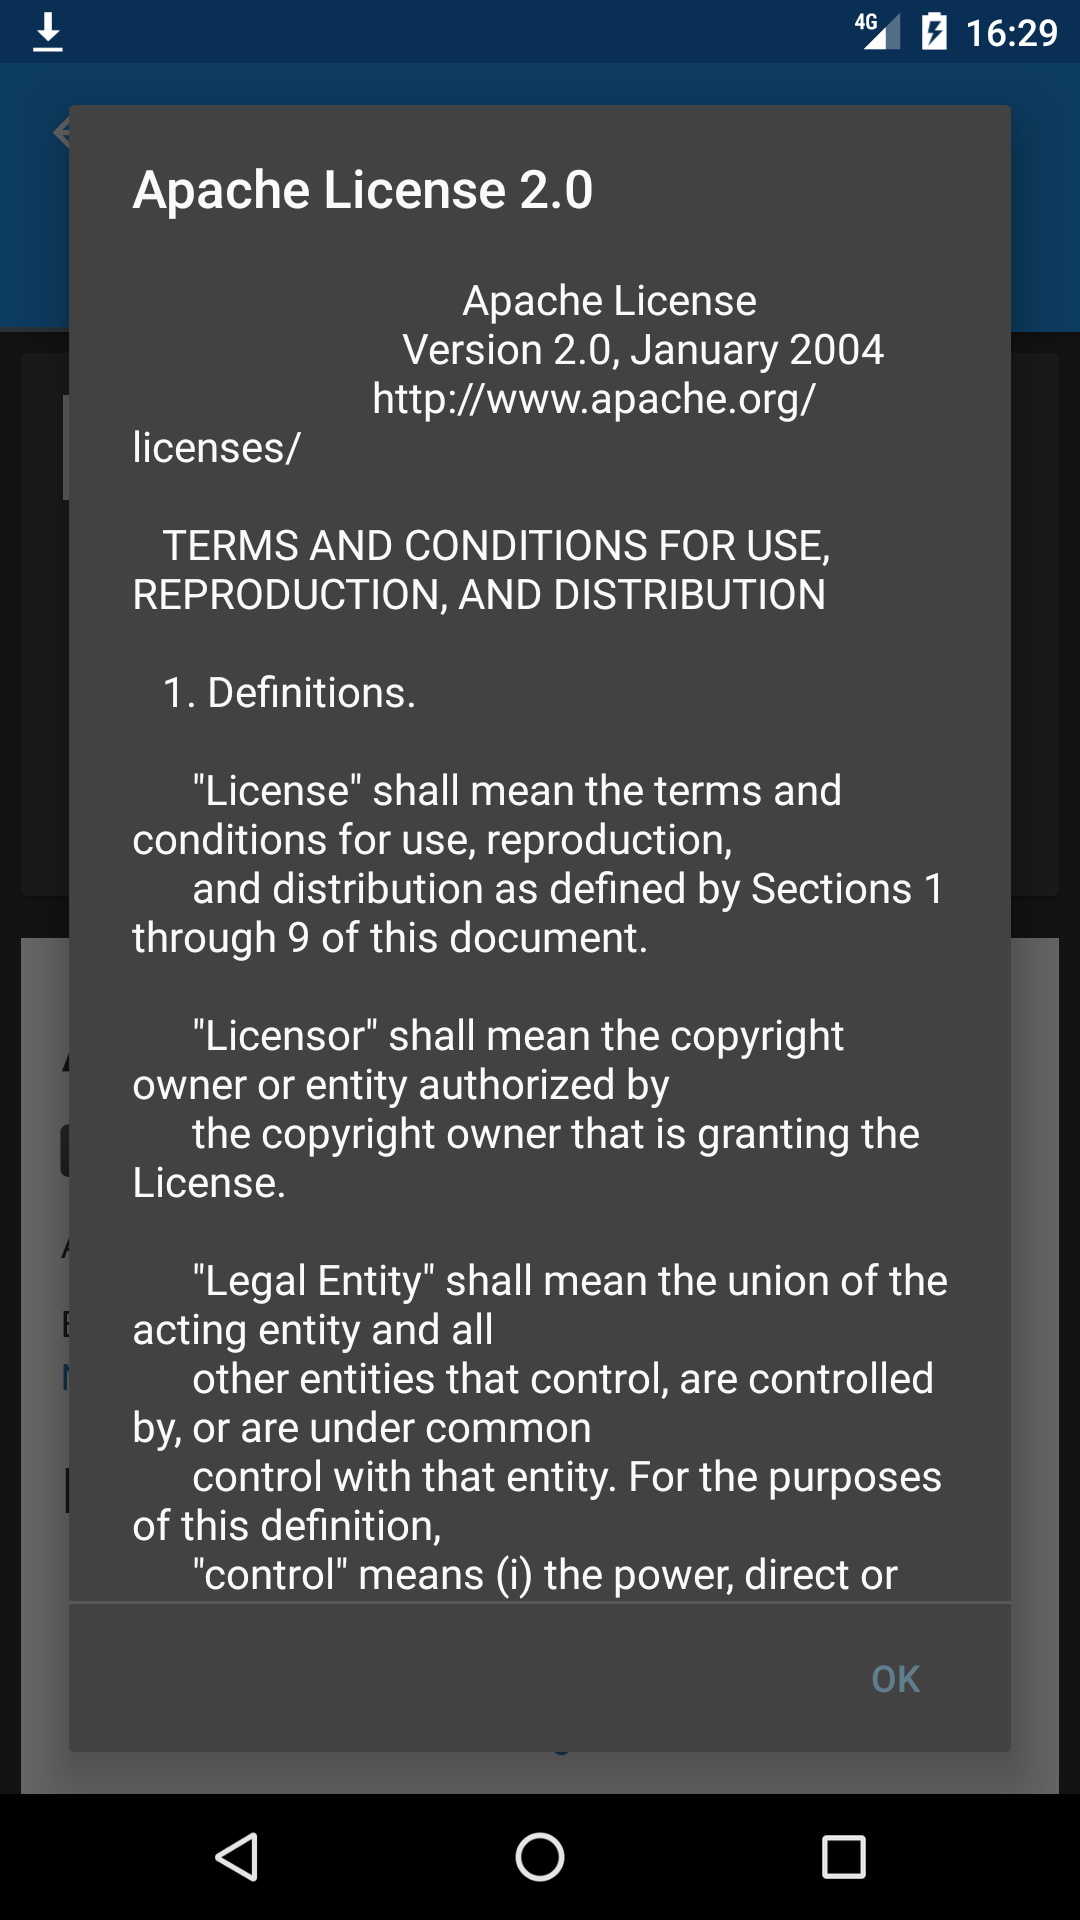 4G 16:29
Apache License 2.0
Apache License
Version 2.0, January 2004
http://www.apache.org/
licenses/
TERMS AND CONDITIONS FOR USE,
REPRODUCTION, AND DISTRIBUTION
1. Definitions.
"License" shall mean the terms and
conditions for use, reproduction,
and distribution as defined by Sections 1
through 9 of this document.
"Licensor" shall mean the copyright
owner or entity authorized by
the copyright owner that is granting the
License.
"Legal Entity" shall mean the union of the
acting entity and all
other entities that control, are controlled
by, or are under common
control with that entity. For the purposes
of this definition,
"control" means (i) the power, direct or
OK